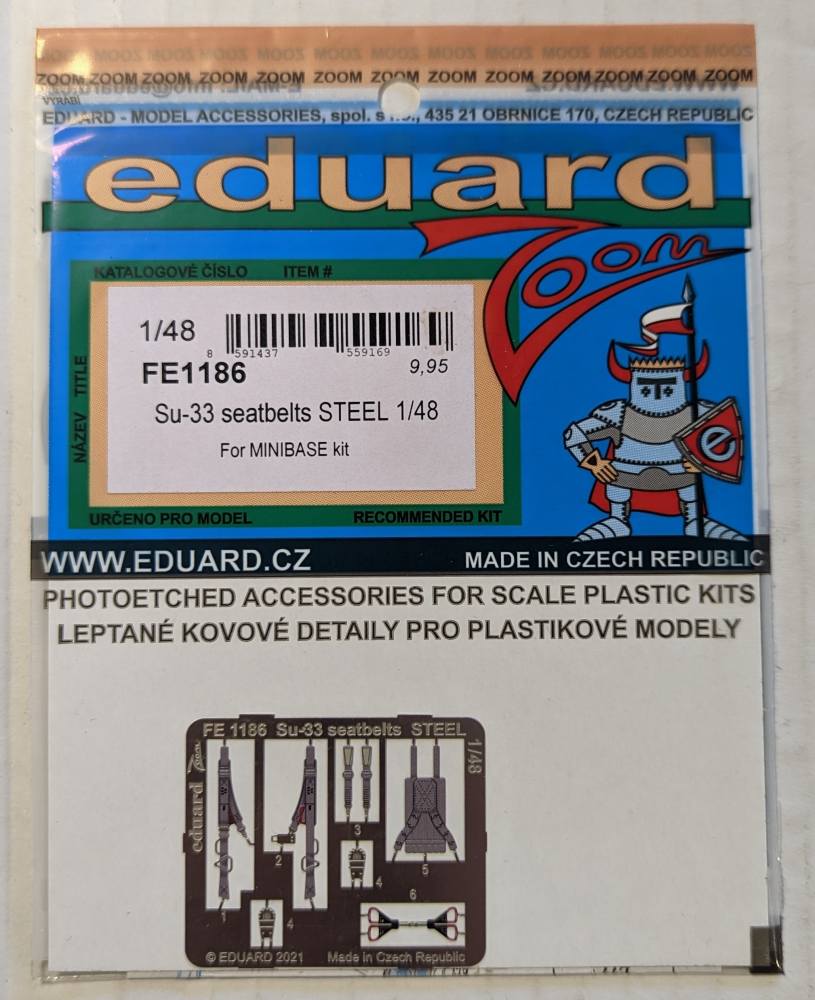 ZOOM ZOOM ZOOM ZOOM ZOOM ZOOM ZOOM ZOOM ZOOM ZOOM ZOOM ZOOM ZOOM
VYRÁBÍ
EDUARD - MODEL ACCESSORIES, spol. s r.o., 435 21 OBRNICE 170, CZECH REPUBLIC
eduard
Zoom
KATALOGOVÉ ČÍSLO ITEM #
NÁZEV TITLE
1/48
8 591437 559169
FE1186 9,95
Su-33 seatbelts STEEL 1/48
For MINIBASE kit
e
URČENO PRO MODEL RECOMMENDED KIT
WWW.EDUARD.CZ MADE IN CZECH REPUBLIC
PHOTOETCHED ACCESSORIES FOR SCALE PLASTIC KITS
LEPTANÉ KOVOVÉ DETAILY PRO PLASTIKOVÉ MODELY
FE 1186 Su-33 seatbelts STEEL
1/48
eduard Zoom
3
2
5
4
6
1
4
© EDUARD 2021 Made in Czech Republic